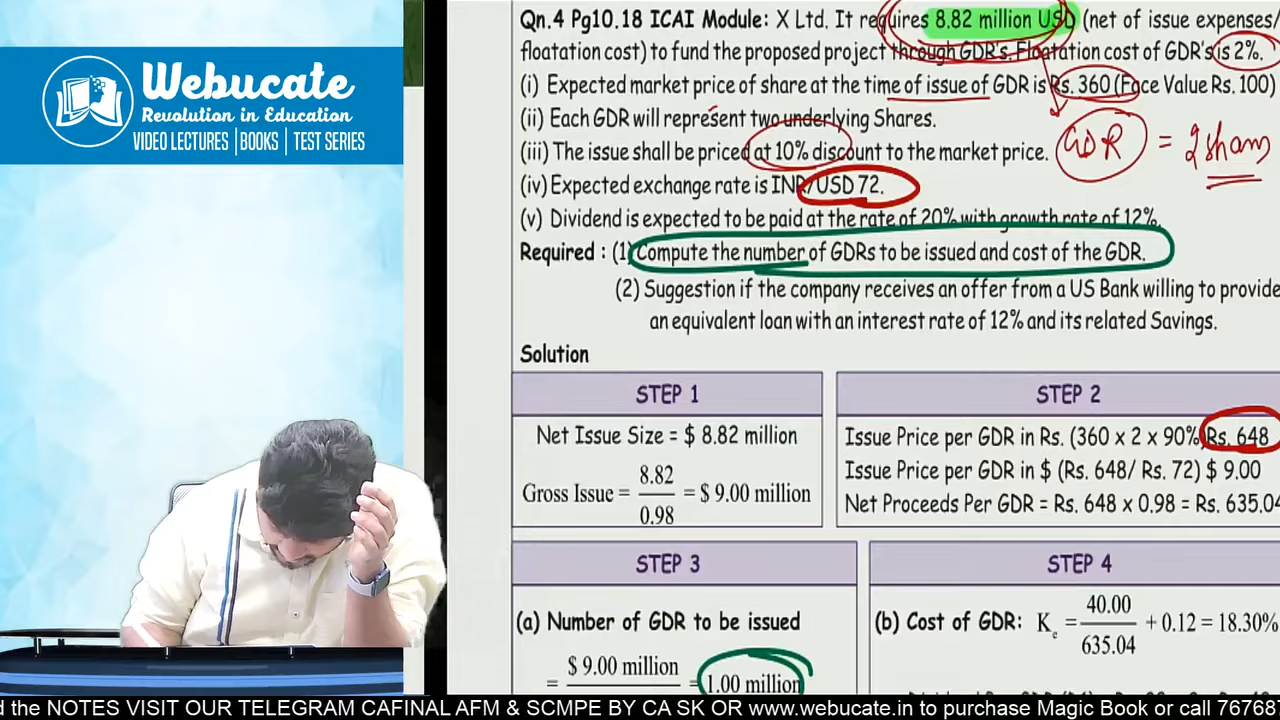 Webucate
Revolution in Education
VIDEO LECTURES | BOOKS | TEST SERIES
Qn.4 Pg10.18 ICAI Module: X Ltd. It requires 8.82 million USD (net of issue expenses/
floatation cost) to fund the proposed project through GDR's. Floatation cost of GDR's is 2%.
(i) Expected market price of share at the time of issue of GDR is Rs. 360 (Face Value Rs. 100)
(ii) Each GDR will represent two underlying Shares.
(iii) The issue shall be priced at 10% discount to the market price.
GDR = 2 shares
(iv) Expected exchange rate is INR/USD 72.
(v) Dividend is expected to be paid at the rate of 20% with growth rate of 12%.
Required : (1) Compute the number of GDRs to be issued and cost of the GDR.
(2) Suggestion if the company receives an offer from a US Bank willing to provide
an equivalent loan with an interest rate of 12% and its related Savings.
Solution
STEP 1
Net Issue Size = $ 8.82 million
Gross Issue = 8.82 / 0.98 = $ 9.00 million
STEP 2
Issue Price per GDR in Rs. (360 x 2 x 90%) Rs. 648
Issue Price per GDR in $ (Rs. 648/ Rs. 72) $ 9.00
Net Proceeds Per GDR = Rs. 648 x 0.98 = Rs. 635.04
STEP 3
(a) Number of GDR to be issued
= $ 9.00 million = 1.00 million
STEP 4
(b) Cost of GDR: Ke = 40.00 / 635.04 + 0.12 = 18.30%
d the NOTES VISIT OUR TELEGRAM CAFINAL AFM & SCMPE BY CA SK OR www.webucate.in to purchase Magic Book or call 76768